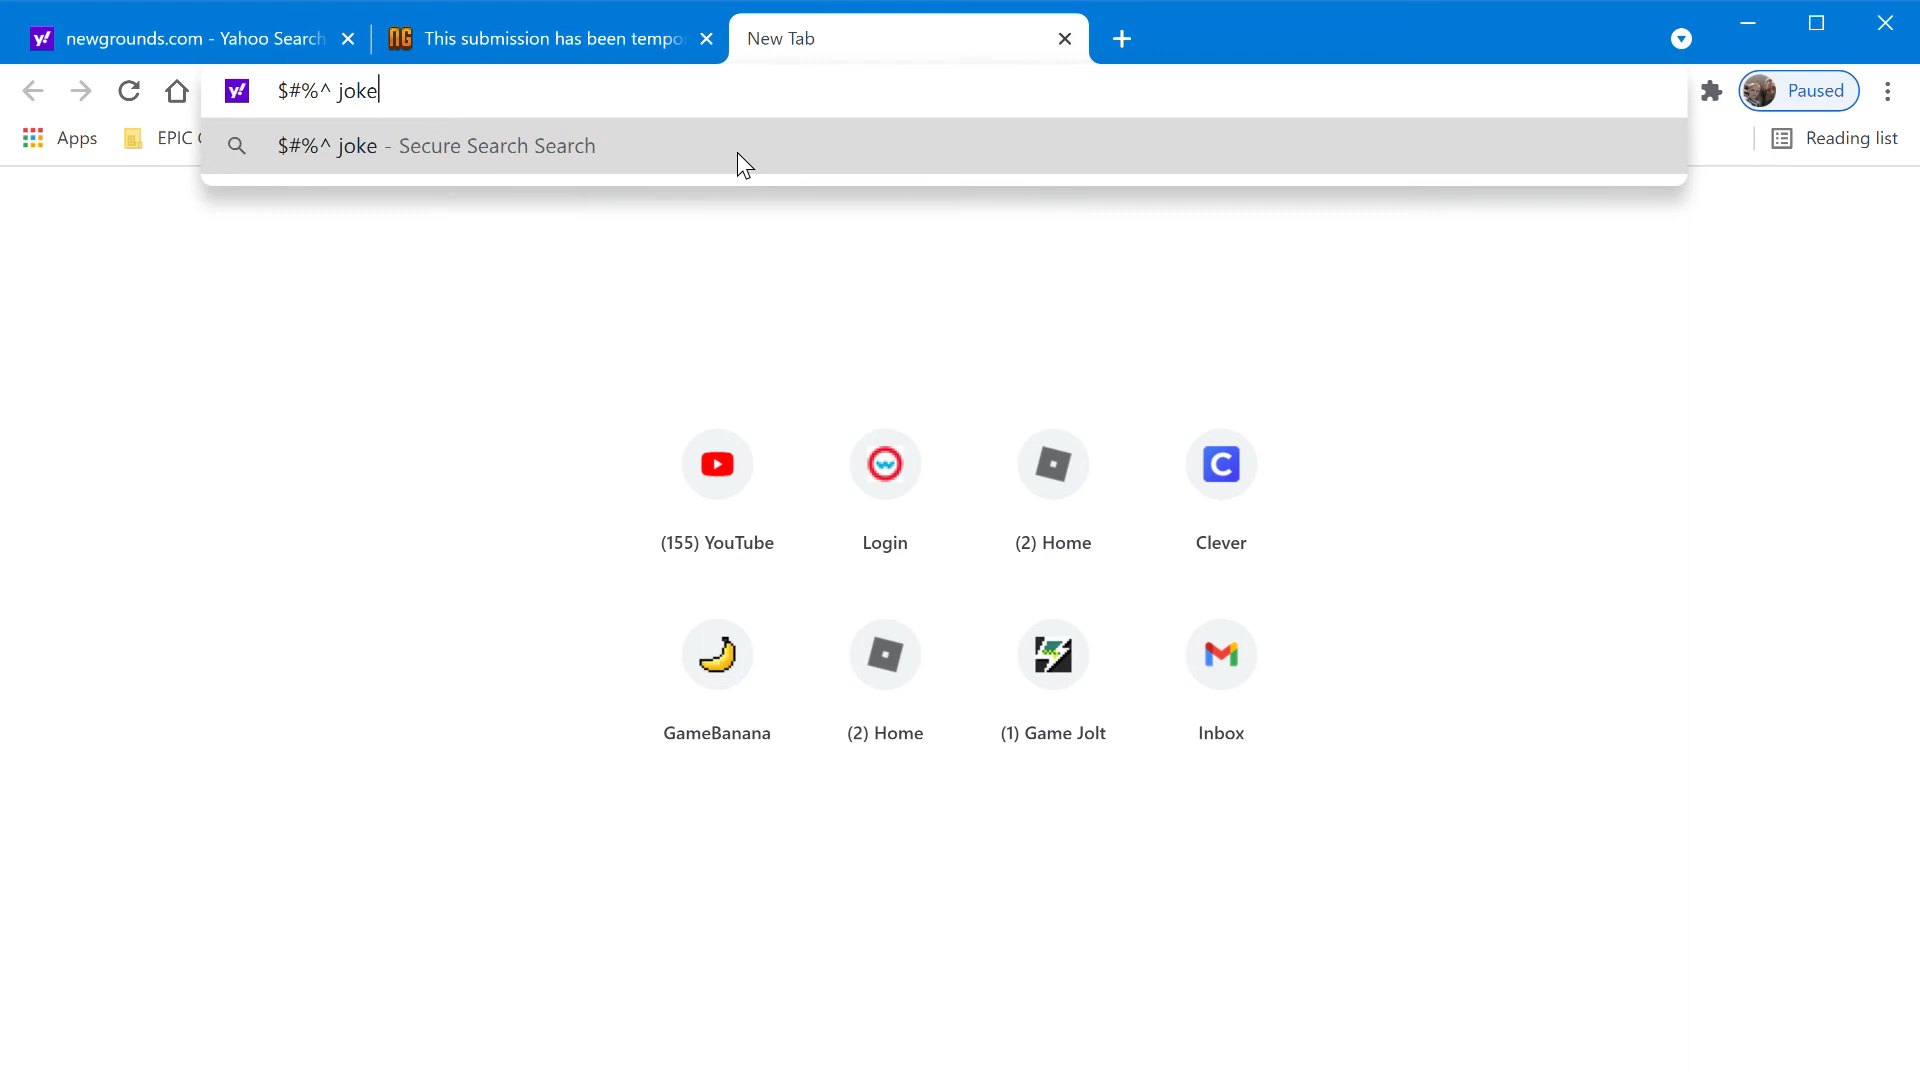 newgrounds.com - Yahoo Search
This submission has been tempo
New Tab
$#%^ joke
Paused
Apps
EPIC
$#%^ joke - Secure Search Search
Reading list
(155) YouTube
Login
(2) Home
Clever
GameBanana
(2) Home
(1) Game Jolt
Inbox